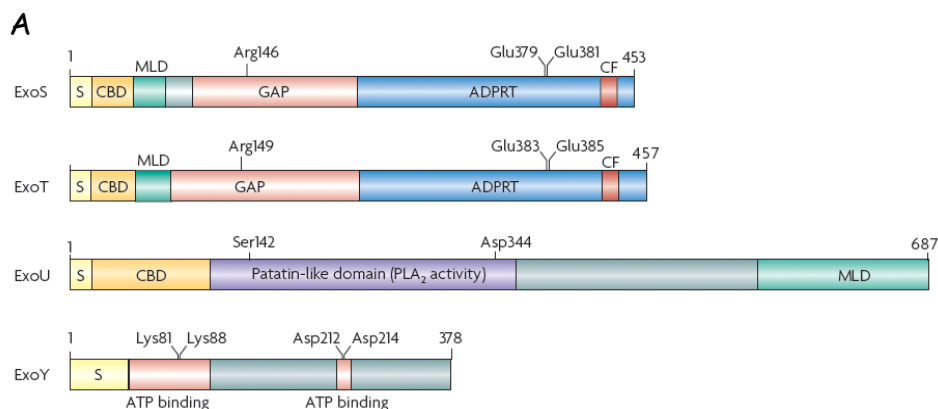 A
1 Arg146 Glu379 Glu381 453
MLD CF
ExoS S CBD GAP ADPRT
Arg149 Glu383 Glu385 457
MLD CF
ExoT S CBD GAP ADPRT
1 Ser142 Asp344 687
ExoU S CBD Patatin-like domain (PLA₂ activity) MLD
1 Lys81 Lys88 Asp212 Asp214 378
ExoY S
ATP binding ATP binding